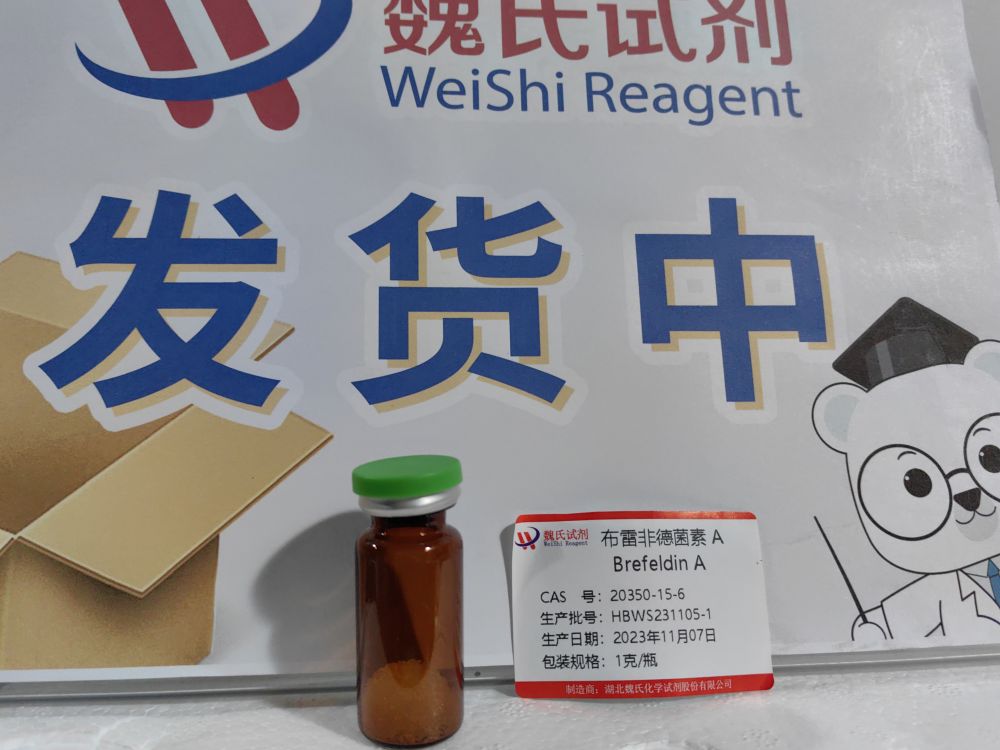 魏氏试剂
WeiShi Reagent
发货中
魏氏试剂
WeiShi Reagent
布雷非德菌素 A
Brefeldin A
CAS 号：20350-15-6
生产批号：HBWS231105-1
生产日期：2023年11月07日
包装规格：1克/瓶
制造商：湖北魏氏化学试剂股份有限公司